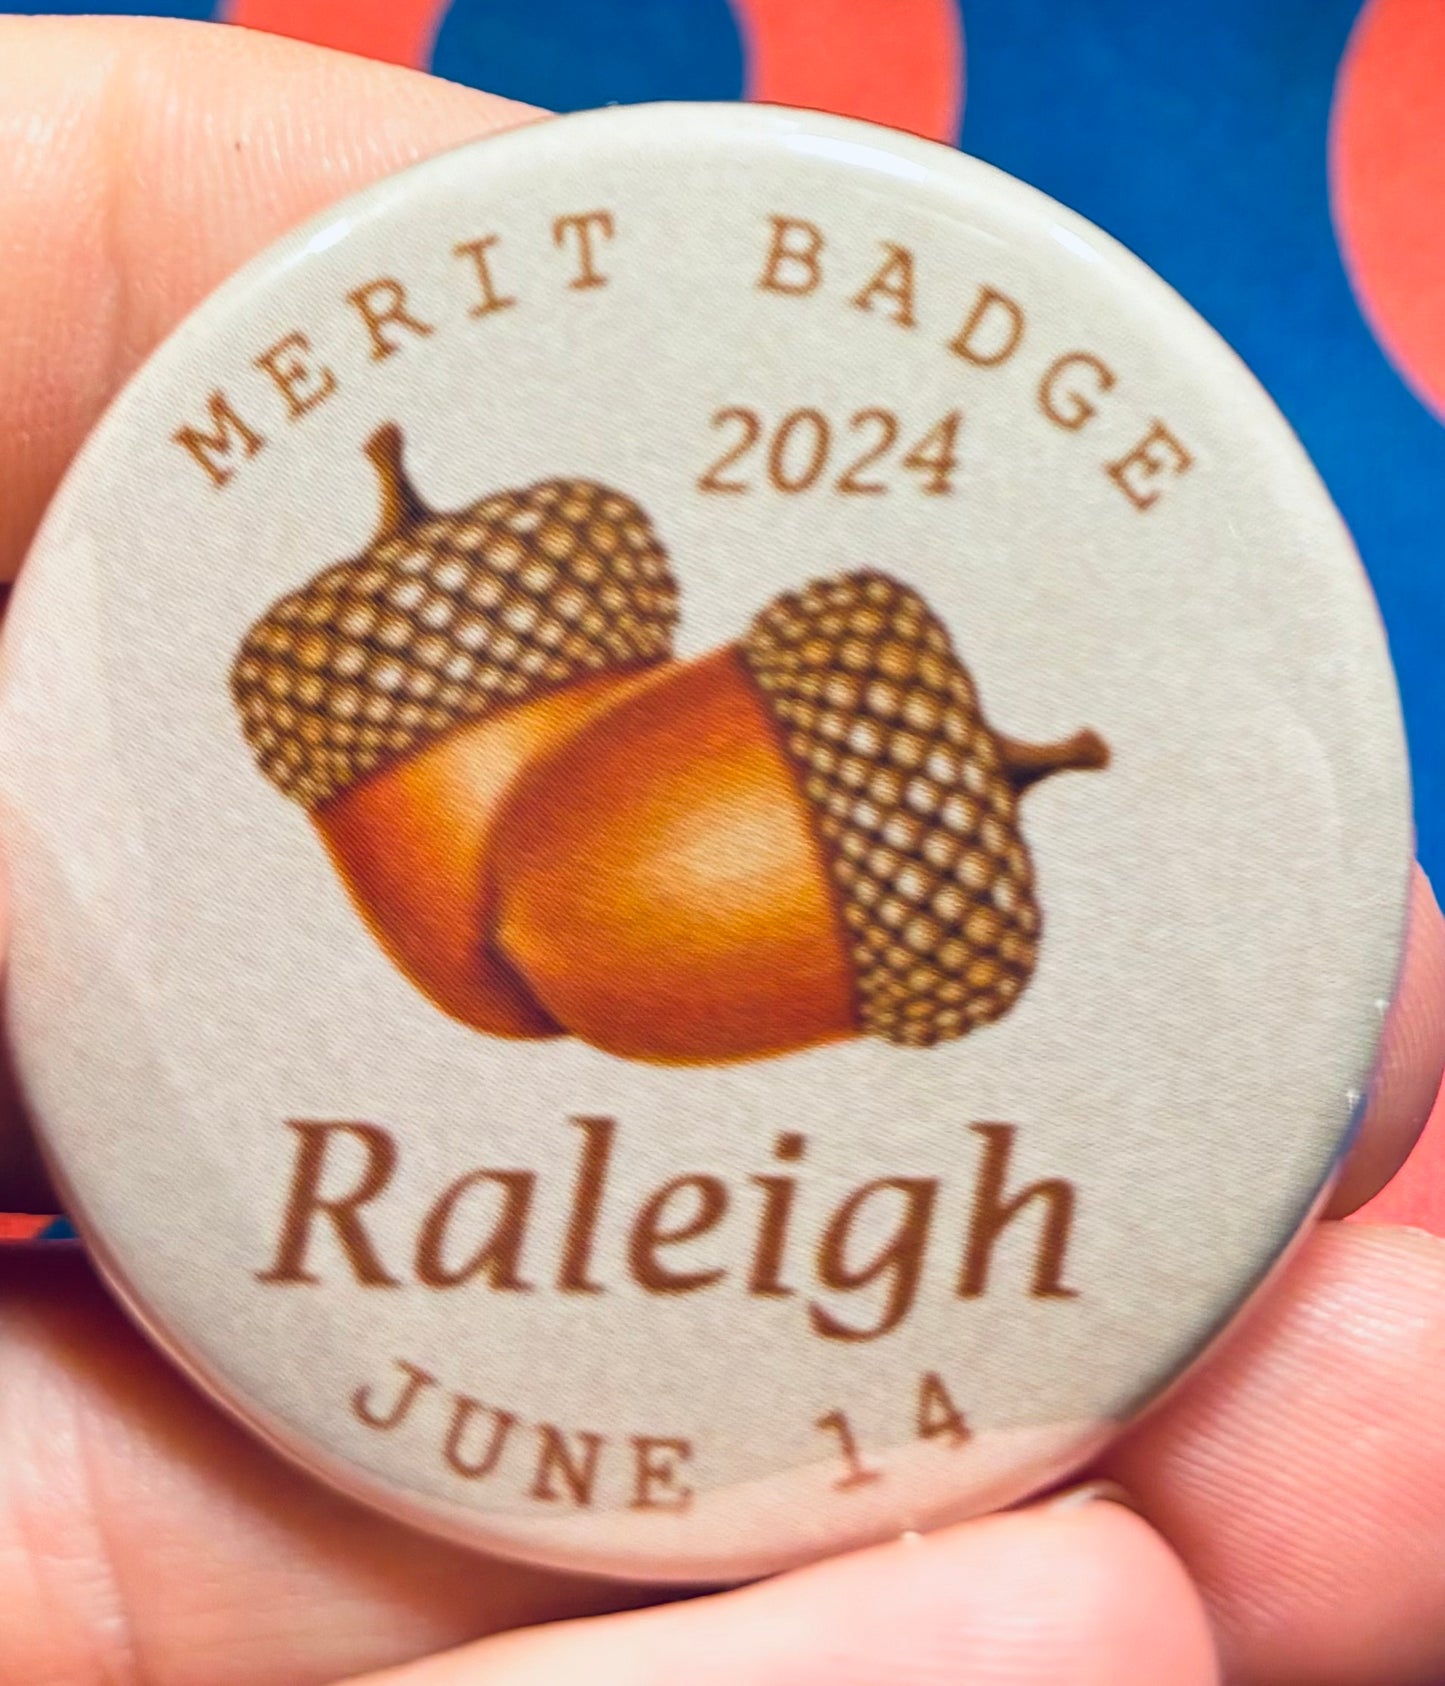 MERIT BADGE
2024
Raleigh
JUNE 14